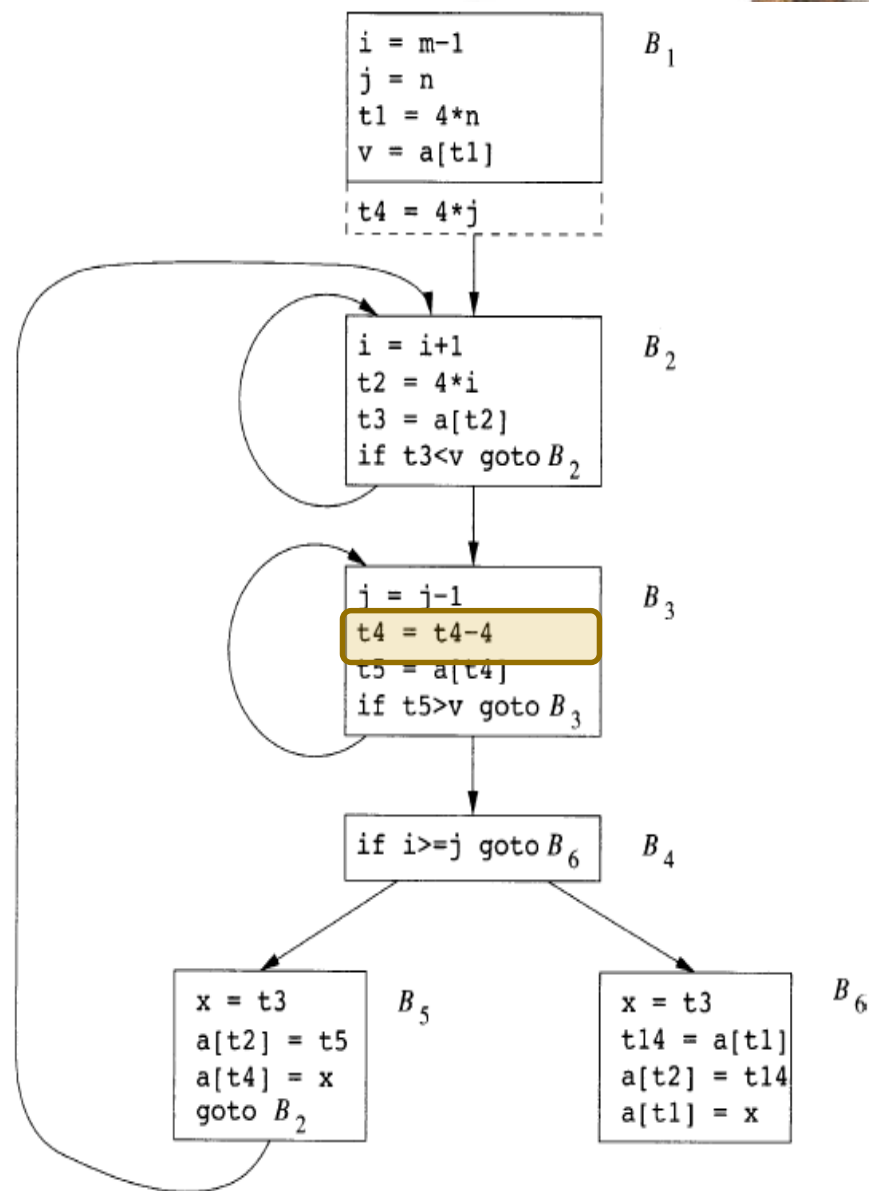 i = m-1
j = n
t1 = 4*n
v = a[t1]
B1
t4 = 4*j
i = i+1
t2 = 4*i
t3 = a[t2]
if t3<v goto B2
B2
j = j-1
t4 = t4-4
t5 = a[t4]
if t5>v goto B3
B3
if i>=j goto B6
B4
x = t3
a[t2] = t5
a[t4] = x
goto B2
B5
x = t3
t14 = a[t1]
a[t2] = t14
a[t1] = x
B6